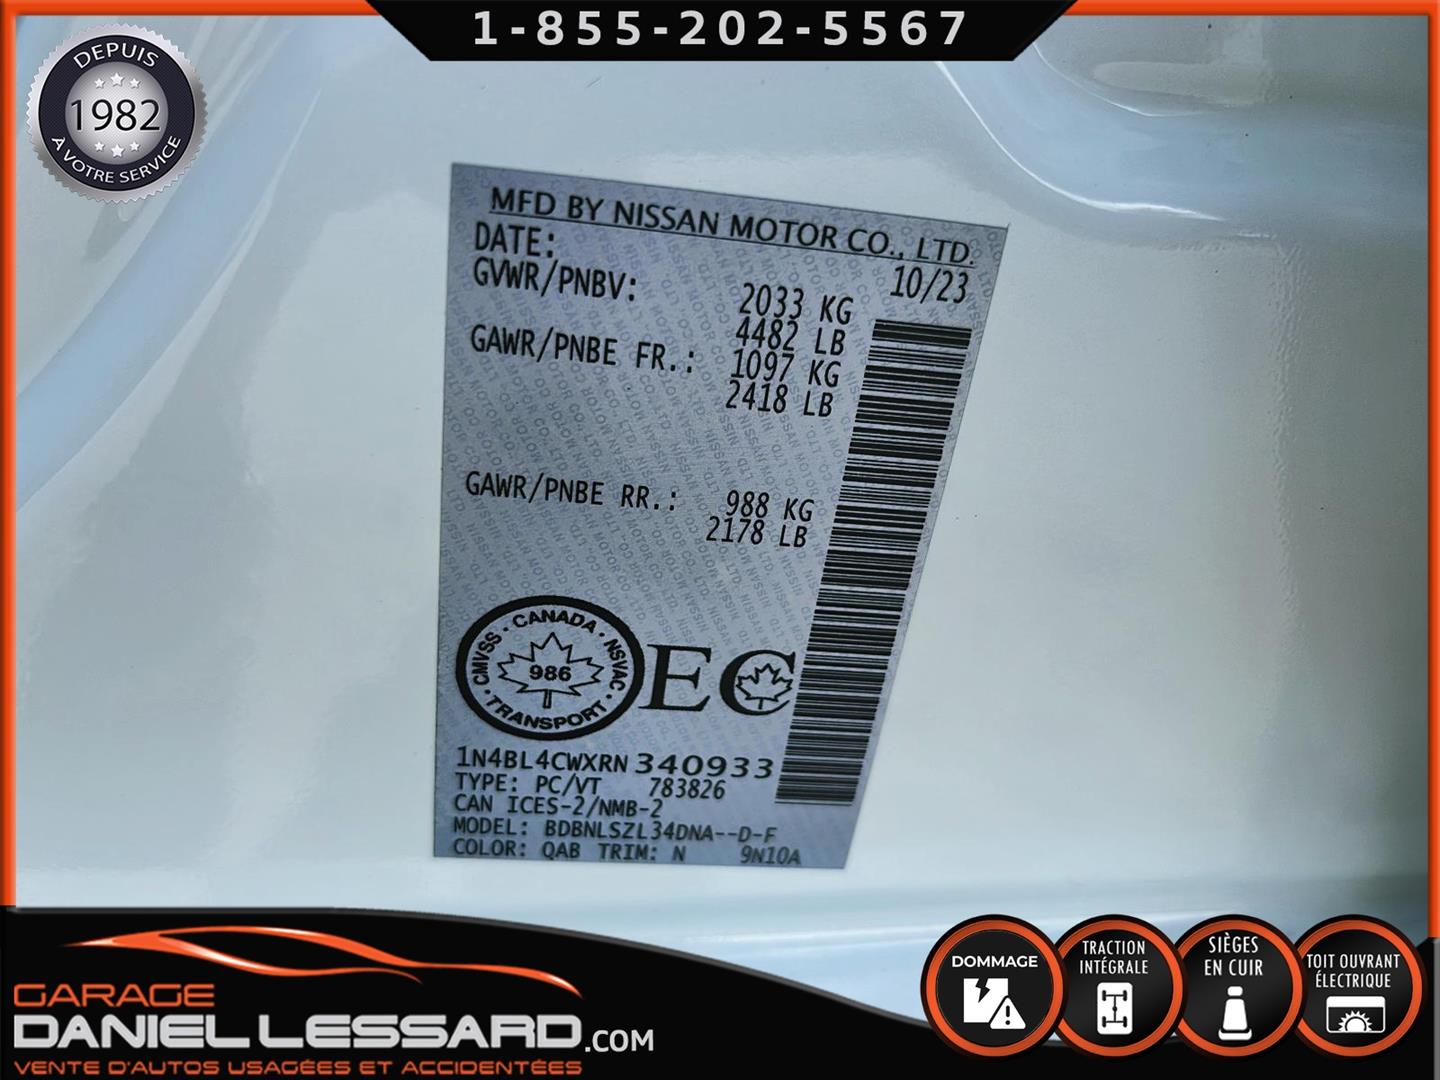 1-855-202-5567
DEPUIS
1982
À VOTRE SERVICE
MFD BY NISSAN MOTOR CO., LTD.
DATE: 10/23
GVWR/PNBV: 2033 KG
4482 LB
GAWR/PNBE FR.: 1097 KG
2418 LB
GAWR/PNBE RR.: 988 KG
2178 LB
CMVSS · CANADA · NSVAC · TRANSPORT ·
986
EC
1N4BL4CWXRN340933
TYPE: PC/VT 783826
CAN ICES-2/NMB-2
MODEL: BDBNLSZL34DNA--D-F
COLOR: QAB TRIM: N 9N10A
DOMMAGE
TRACTION
INTÉGRALE
SIÈGES
EN CUIR
TOIT OUVRANT
ÉLECTRIQUE
GARAGE
DANIEL LESSARD.COM
VENTE D'AUTOS USAGÉES ET ACCIDENTÉES